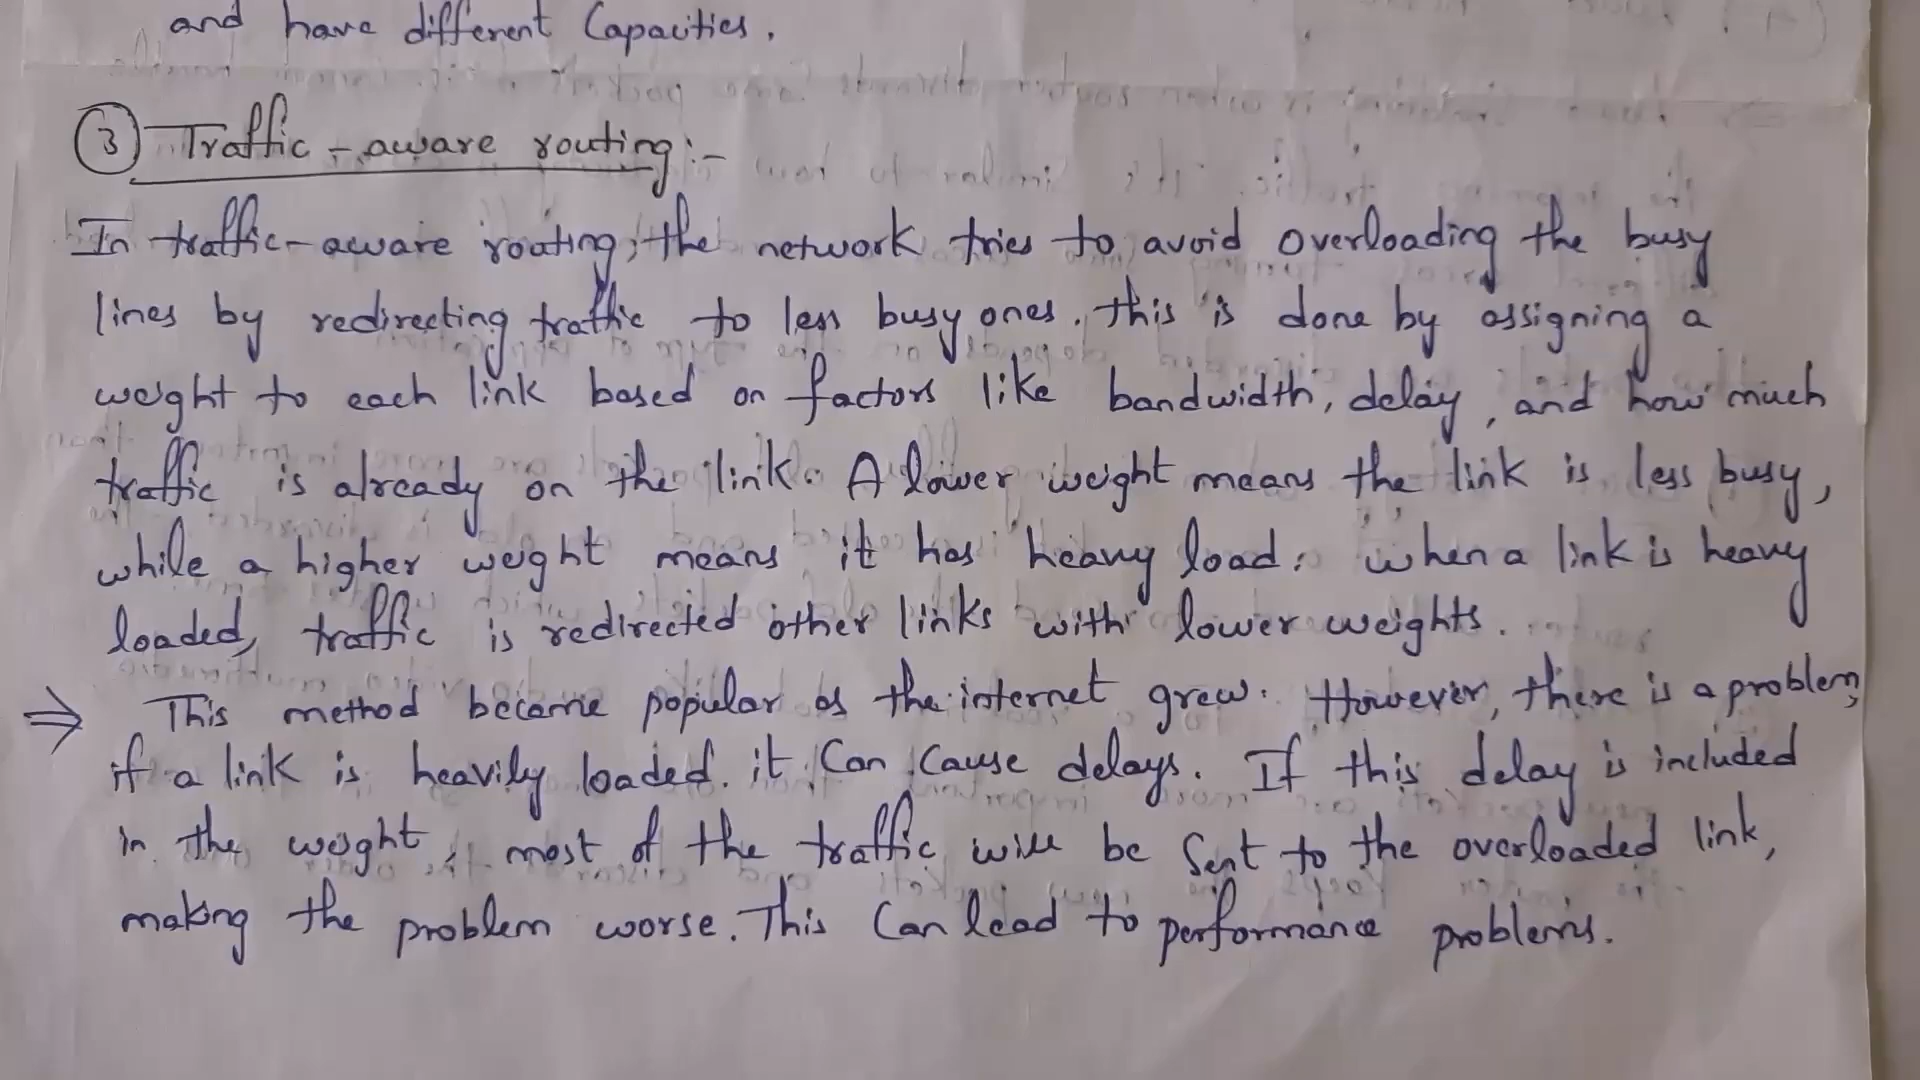 and have different Capacities.
③ Traffic-aware routing:-
In traffic-aware routing, the network tries to avoid overloading the busy
lines by redirecting traffic to less busy ones. this is done by assigning a
weight to each link based on factors like bandwidth, delay, and how much
traffic is already on the link. A lower weight means the link is less busy,
while a higher weight means it has heavy load. when a link is heavy
loaded, traffic is redirected other links with lower weights.
⇒ This method became popular as the internet grew. However, there is a problem,
if a link is heavily loaded. it can cause delays. If this delay is included
in the weight, most of the traffic will be sent to the overloaded link,
making the problem worse. This can lead to performance problems.